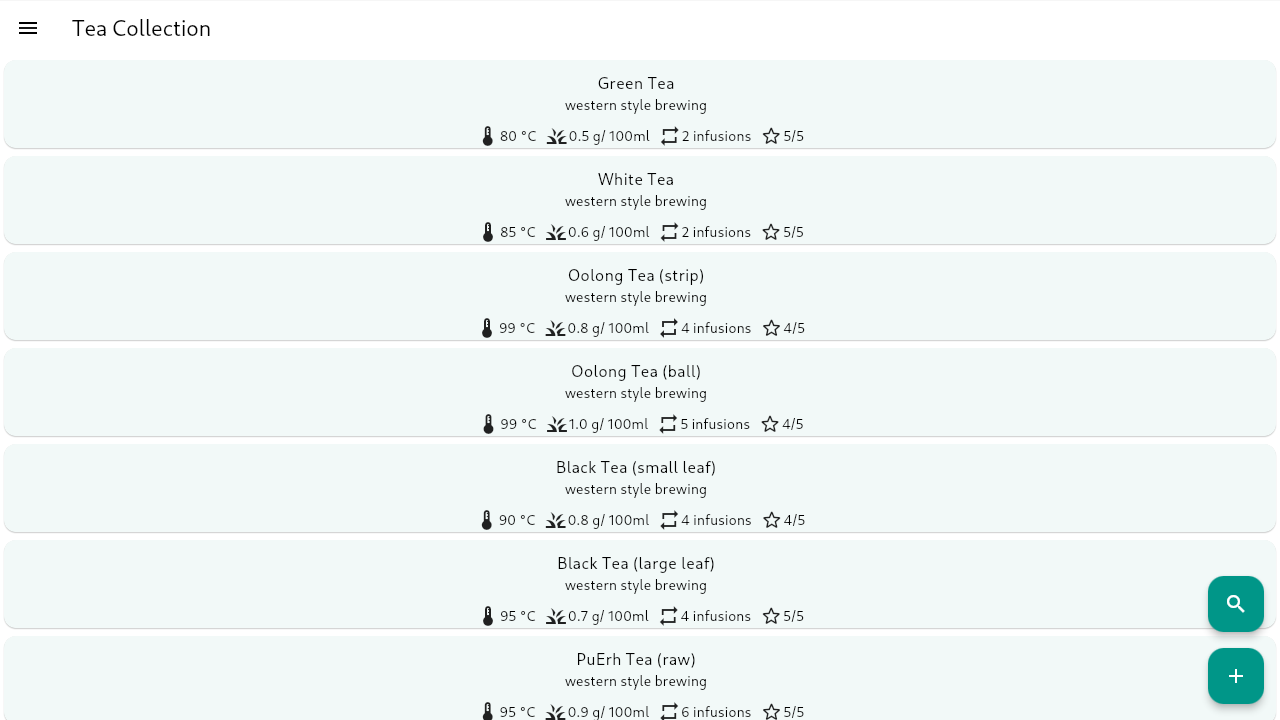 Tea Collection
Green Tea
western style brewing
80 °C 0.5 g/ 100ml 2 infusions 5/5
White Tea
western style brewing
85 °C 0.6 g/ 100ml 2 infusions 5/5
Oolong Tea (strip)
western style brewing
99 °C 0.8 g/ 100ml 4 infusions 4/5
Oolong Tea (ball)
western style brewing
99 °C 1.0 g/ 100ml 5 infusions 4/5
Black Tea (small leaf)
western style brewing
90 °C 0.8 g/ 100ml 4 infusions 4/5
Black Tea (large leaf)
western style brewing
95 °C 0.7 g/ 100ml 4 infusions 5/5
PuErh Tea (raw)
western style brewing
95 °C 0.9 g/ 100ml 6 infusions 5/5